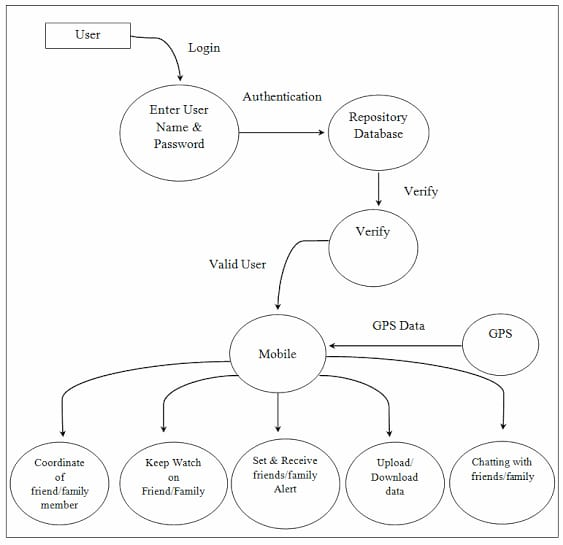 User
Login
Enter User
Name &
Password
Authentication
Repository
Database
Verify
Verify
Valid User
GPS Data
GPS
Mobile
Coordinate
of
friend/family
member
Keep Watch
on
Friend/Family
Set & Receive
friends/family
Alert
Upload/
Download
data
Chatting with
friends/family